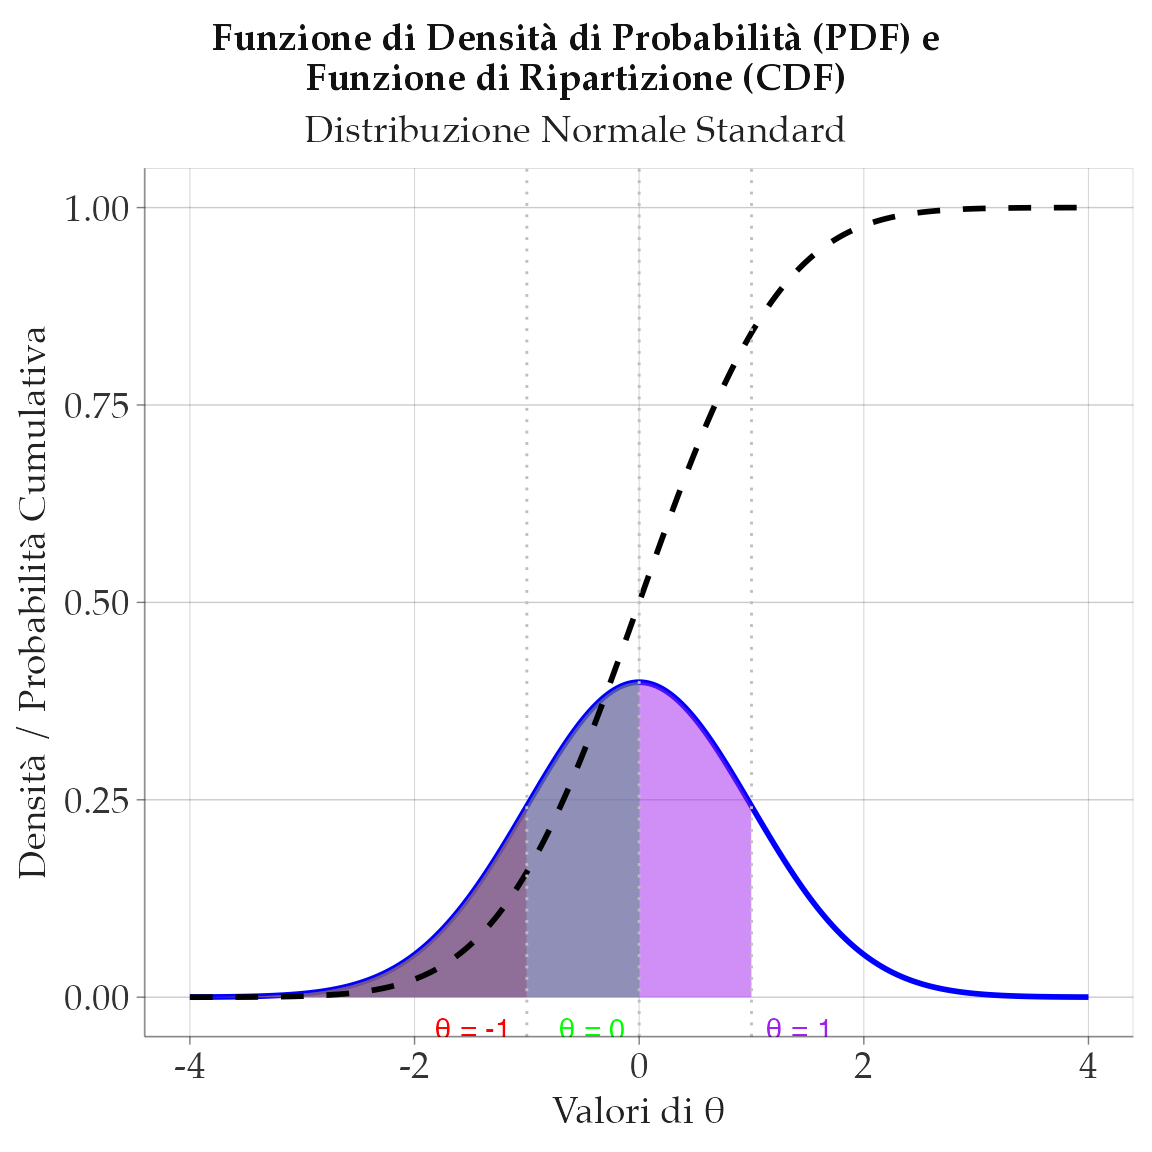 Funzione di Densità di Probabilità (PDF) e
Funzione di Ripartizione (CDF)
Distribuzione Normale Standard
Densità / Probabilità Cumulativa
1.00
0.75
0.50
0.25
0.00
θ = -1
θ = 0
θ = 1
-4
-2
0
2
4
Valori di θ